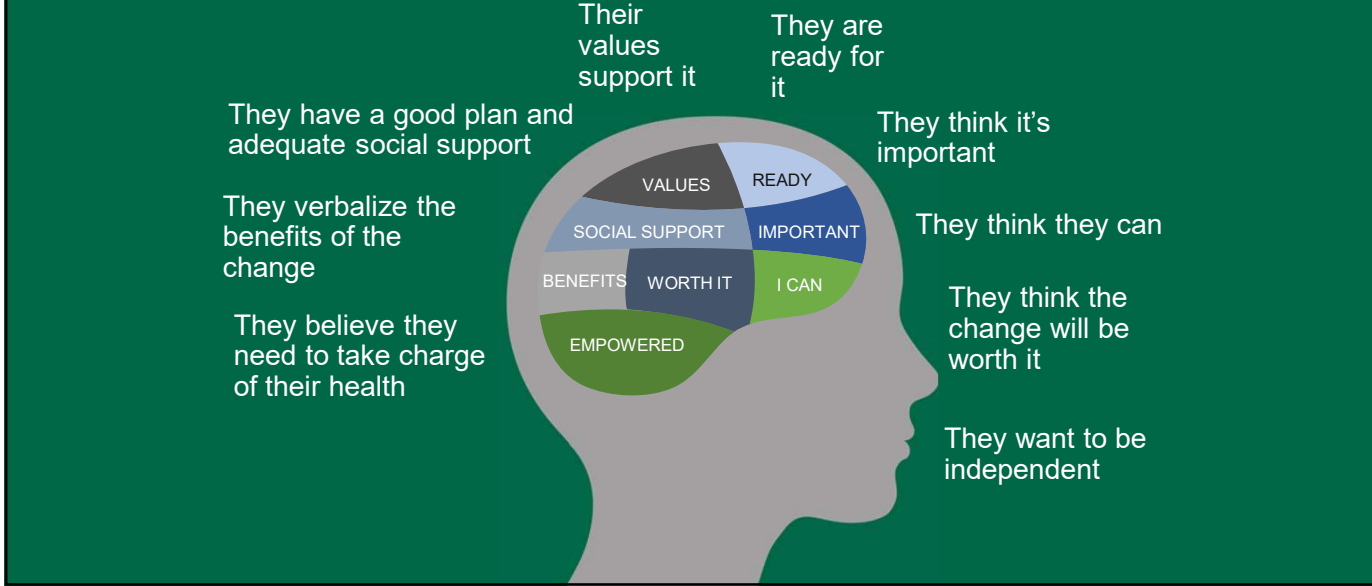 Their
values
support it
They are
ready for
it
They have a good plan and
adequate social support
They think it's
important
They verbalize the
benefits of the
change
They think they can
They believe they
need to take charge
of their health
They think the
change will be
worth it
They want to be
independent
VALUES
READY
SOCIAL SUPPORT
IMPORTANT
BENEFITS
WORTH IT
I CAN
EMPOWERED